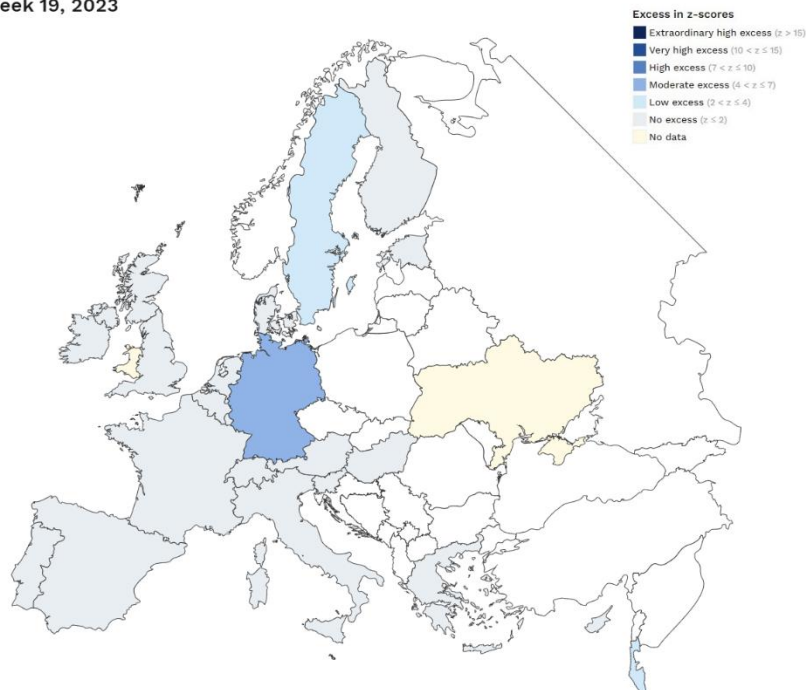 eek 19, 2023
Excess in z-scores
Extraordinary high excess (z > 15)
Very high excess (10 < z ≤ 15)
High excess (7 < z ≤ 10)
Moderate excess (4 < z ≤ 7)
Low excess (2 < z ≤ 4)
No excess (z ≤ 2)
No data